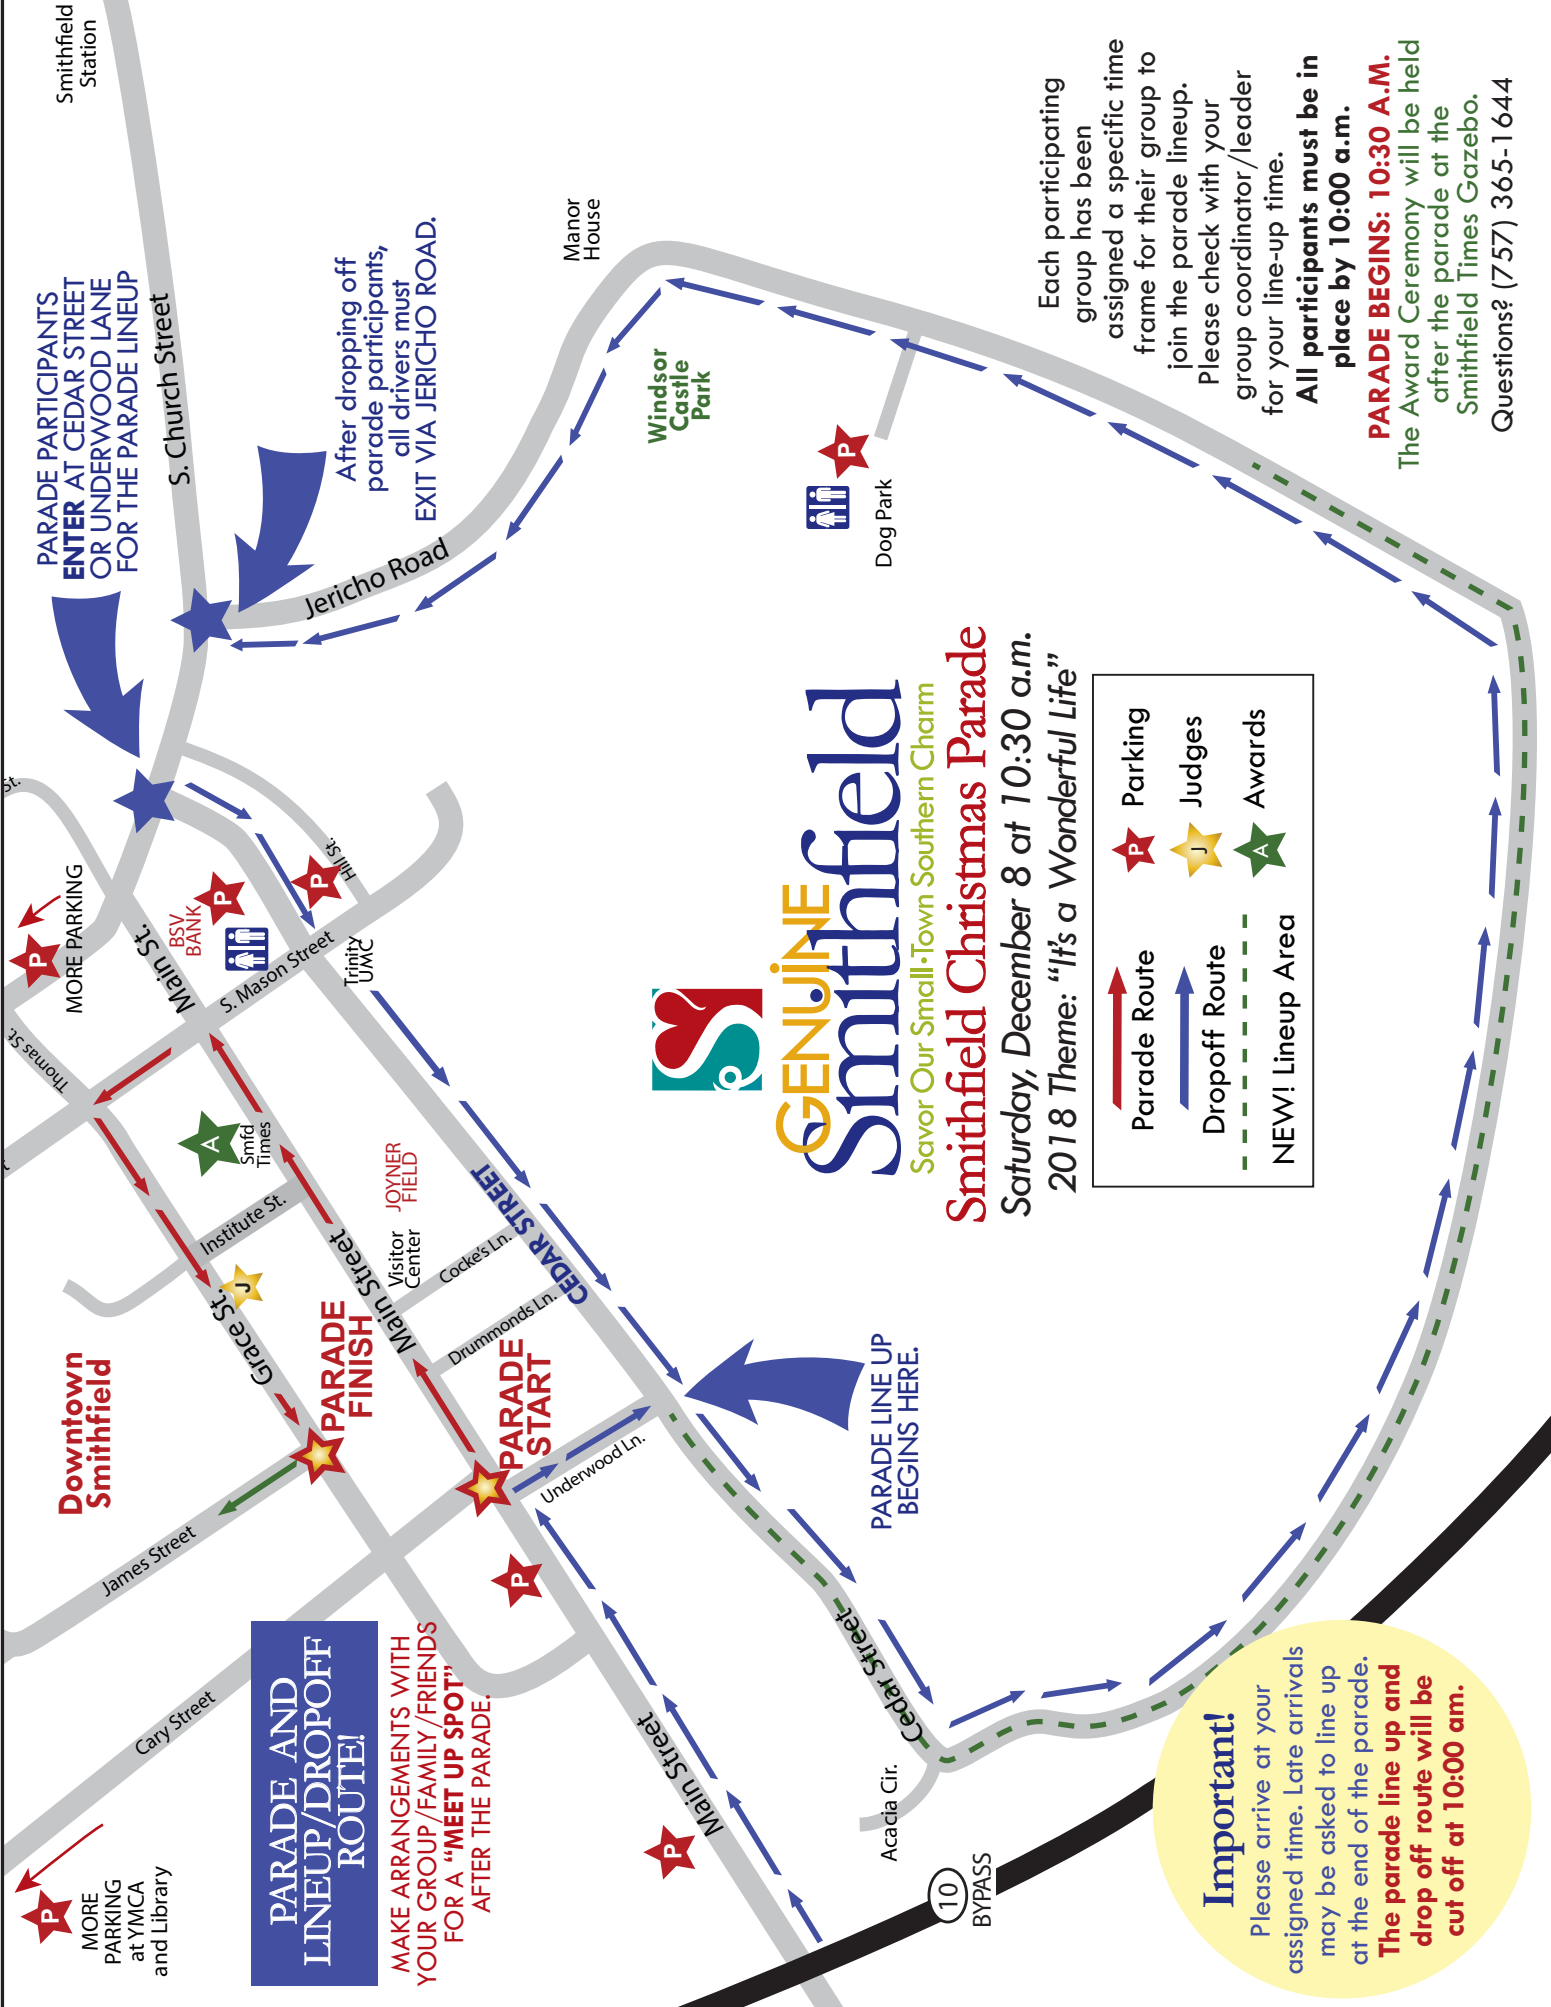 MORE
PARKING
at YMCA
and Library
PARADE AND
LINEUP/DROPOFF
ROUTE!
MAKE ARRANGEMENTS WITH
YOUR GROUP/FAMILY/FRIENDS
FOR A “MEET UP SPOT”
AFTER THE PARADE.
Downtown
Smithfield
Cary Street
James Street
Grace St.
PARADE
FINISH
PARADE
START
Main Street
Main Street
Main St.
Underwood Ln.
Drummonds Ln.
Cocke's Ln.
Institute St.
Visitor
Center
JOYNER
FIELD
Smfd
Times
Thomas St.
MORE PARKING
BSV
BANK
S. Mason Street
Trinity
UMC
Hill St.
St.
CEDAR STREET
PARADE PARTICIPANTS
ENTER AT CEDAR STREET
OR UNDERWOOD LANE
FOR THE PARADE LINEUP
S. Church Street
Smithfield
Station
After dropping off
parade participants,
all drivers must
EXIT VIA JERICHO ROAD.
Jericho Road
Manor
House
Windsor
Castle
Park
Dog Park
PARADE LINE UP
BEGINS HERE.
Cedar Street
Acacia Cir.
10
BYPASS
GENUINE
Smithfield
Savor Our Small•Town Southern Charm
Smithfield Christmas Parade
Saturday, December 8 at 10:30 a.m.
2018 Theme: “It’s a Wonderful Life”
Parade Route
P Parking
Dropoff Route
J Judges
NEW! Lineup Area
A Awards
P
P
P
P
P
P
P
J
A
Each participating
group has been
assigned a specific time
frame for their group to
join the parade lineup.
Please check with your
group coordinator/leader
for your line-up time.
All participants must be in
place by 10:00 a.m.
PARADE BEGINS: 10:30 A.M.
The Award Ceremony will be held
after the parade at the
Smithfield Times Gazebo.
Questions? (757) 365-1644
Important!
Please arrive at your
assigned time. Late arrivals
may be asked to line up
at the end of the parade.
The parade line up and
drop off route will be
cut off at 10:00 am.